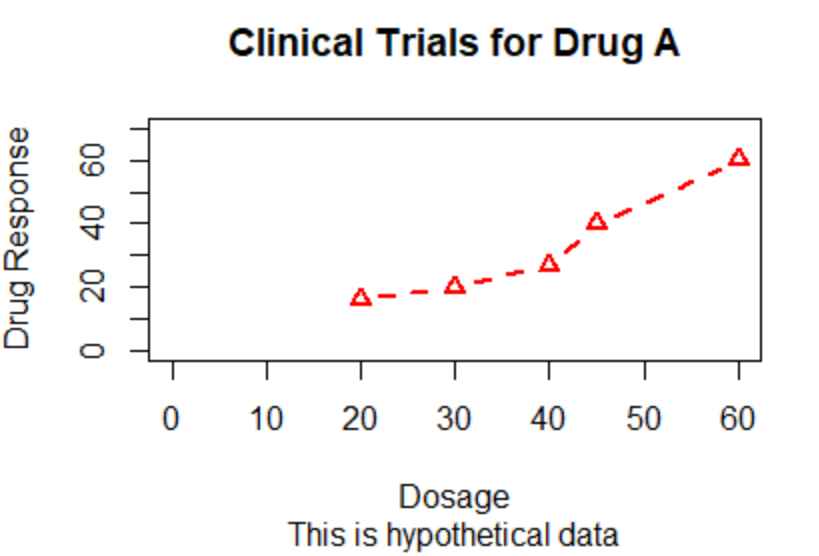 Clinical Trials for Drug A
Drug Response
60
40
20
0
0 10 20 30 40 50 60
Dosage
This is hypothetical data